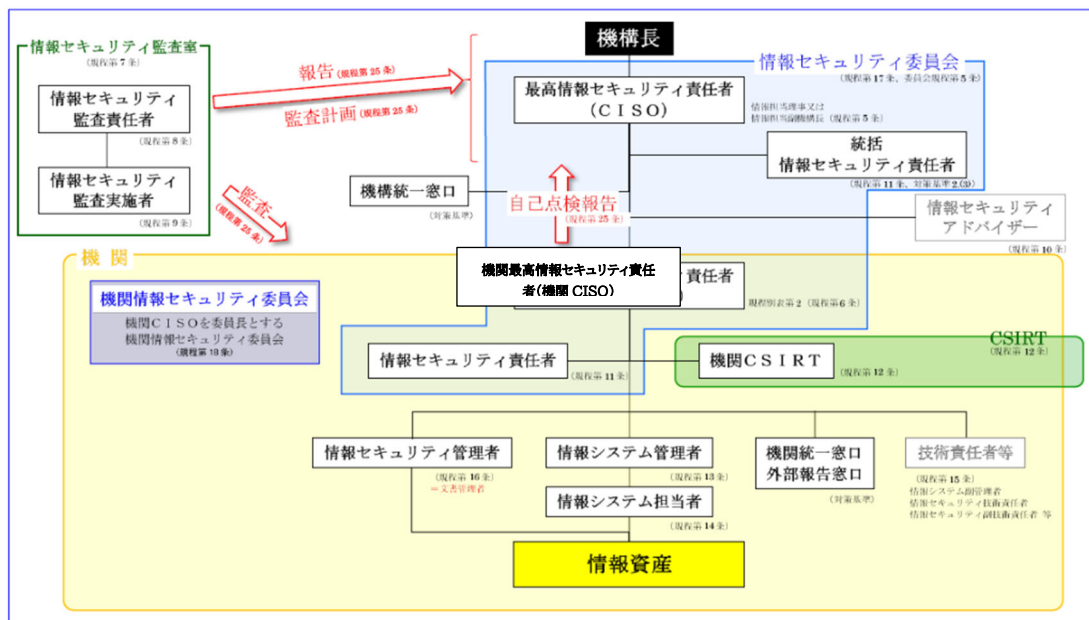 機構長
情報セキュリティ監査室
(規程第7条)
情報セキュリティ
監査責任者
(規程第8条)
情報セキュリティ
監査実施者
(規程第9条)
報告(規程第25条)
監査計画(規程第25条)
監査
(規程第25条)
情報セキュリティ委員会
(規程第17条、委員会規程第5条)
最高情報セキュリティ責任者
(CISO)
情報担当理事又は
情報担当副機構長(規程第5条)
統括
情報セキュリティ責任者
(規程第11条、対策基準2.(3))
機構統一窓口
(対策基準)
自己点検報告
(規程第25条)
情報セキュリティ
アドバイザー
(規程第10条)
機関
機関最高情報セキュリティ責任
者(機関CISO)
責任者
規程別表第2(規程第6条)
機関情報セキュリティ委員会
機関CISOを委員長とする
機関情報セキュリティ委員会
(規程第18条)
情報セキュリティ責任者
(規程第11条)
CSIRT
(規程第12条)
機関CSIRT
(規程第12条)
情報セキュリティ管理者
(規程第16条)
=文書管理者
情報システム管理者
(規程第13条)
情報システム担当者
(規程第14条)
機関統一窓口
外部報告窓口
(対策基準)
技術責任者等
(規程第15条)
情報システム副管理者
情報セキュリティ技術責任者
情報セキュリティ副技術責任者 等
情報資産